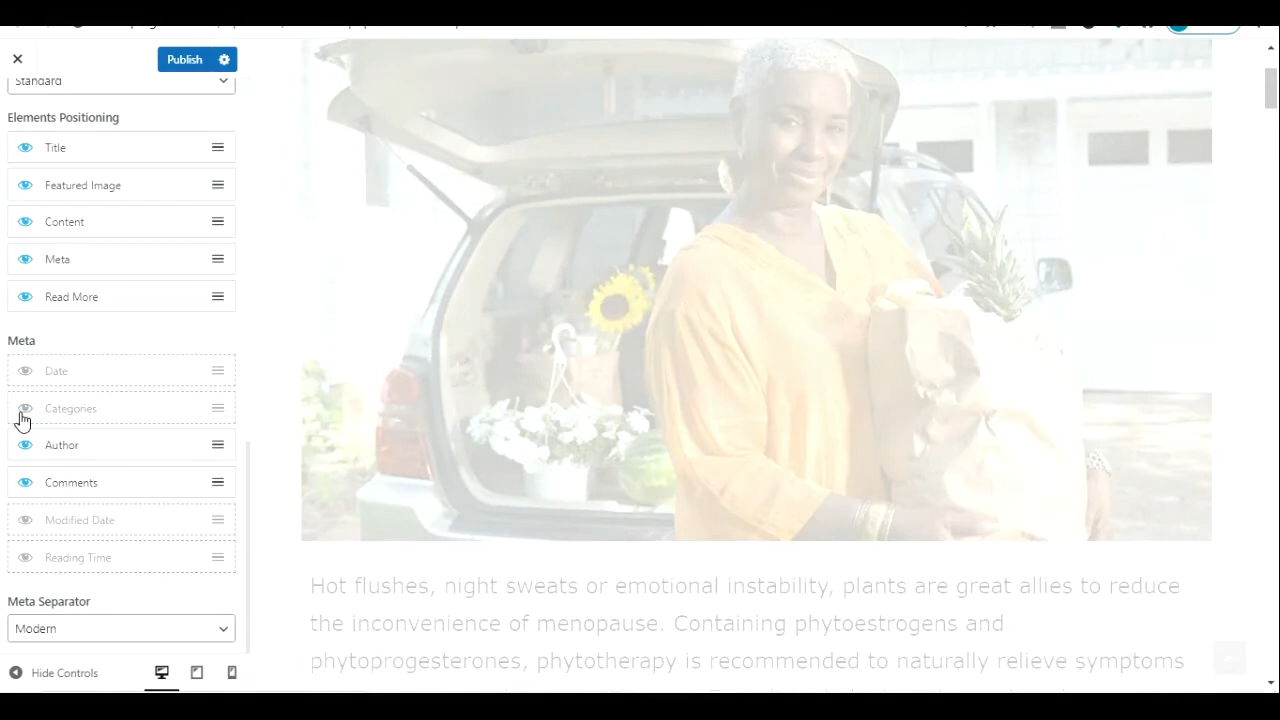 Publish
Standard
Elements Positioning
Title
Featured Image
Content
Meta
Read More
Meta
Date
Categories
Author
Comments
Modified Date
Reading Time
Meta Separator
Modern
Hide Controls
Hot flushes, night sweats or emotional instability, plants are great allies to reduce
the inconvenience of menopause. Containing phytoestrogens and
phytoprogesterones, phytotherapy is recommended to naturally relieve symptoms